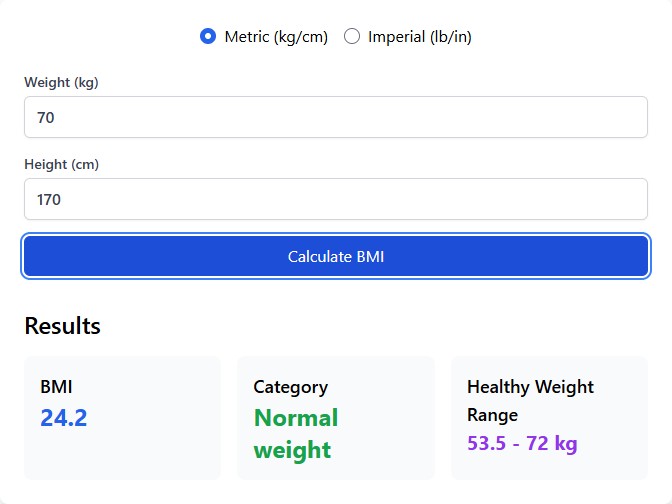 Metric (kg/cm) Imperial (lb/in)
Weight (kg)
70
Height (cm)
170
Calculate BMI
Results
BMI
24.2
Category
Normal
weight
Healthy Weight
Range
53.5 - 72 kg